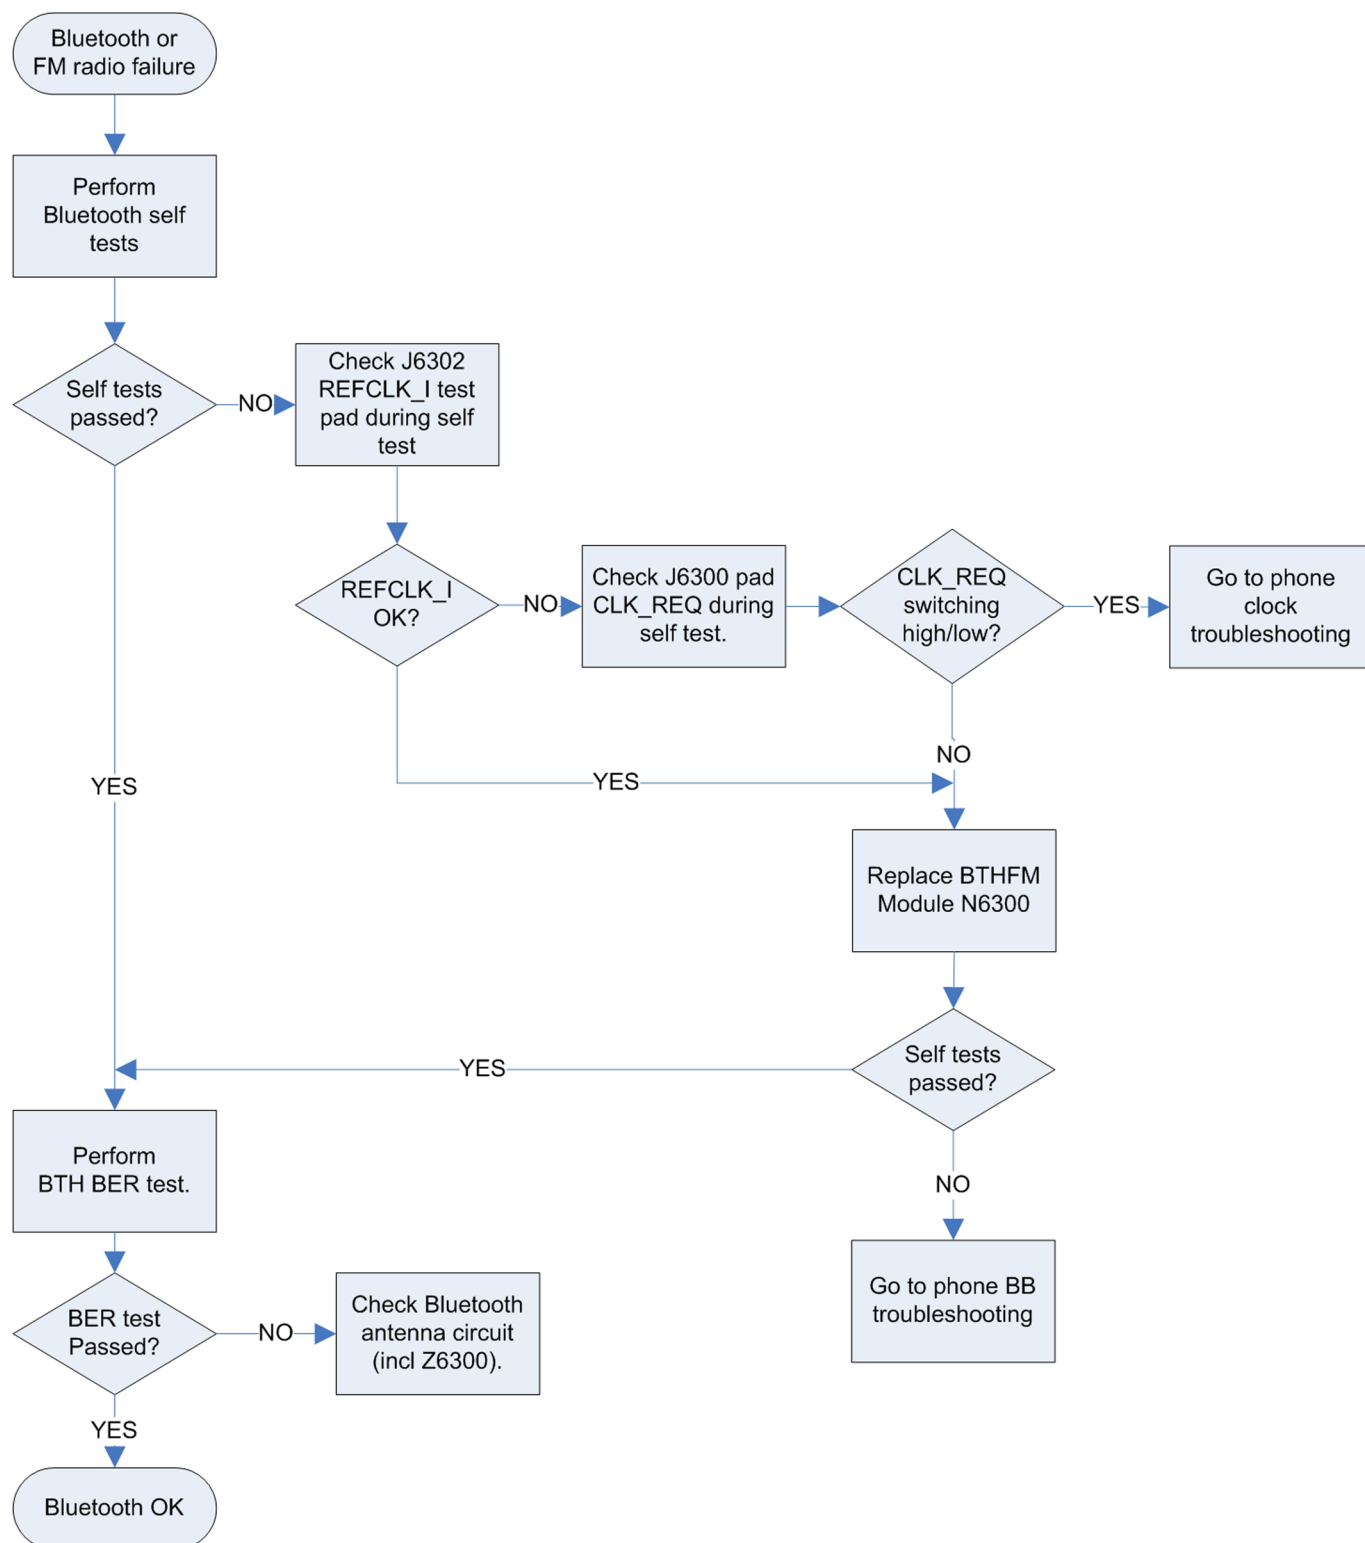 Bluetooth or
FM radio failure
Perform
Bluetooth self
tests
Self tests
passed?
NO
Check J6302
REFCLK_I test
pad during self
test
REFCLK_I
OK?
NO
Check J6300 pad
CLK_REQ during
self test.
CLK_REQ
switching
high/low?
YES
Go to phone
clock
troubleshooting
NO
YES
YES
Replace BTHFM
Module N6300
Self tests
passed?
YES
NO
Go to phone BB
troubleshooting
Perform
BTH BER test.
BER test
Passed?
NO
Check Bluetooth
antenna circuit
(incl Z6300).
YES
Bluetooth OK